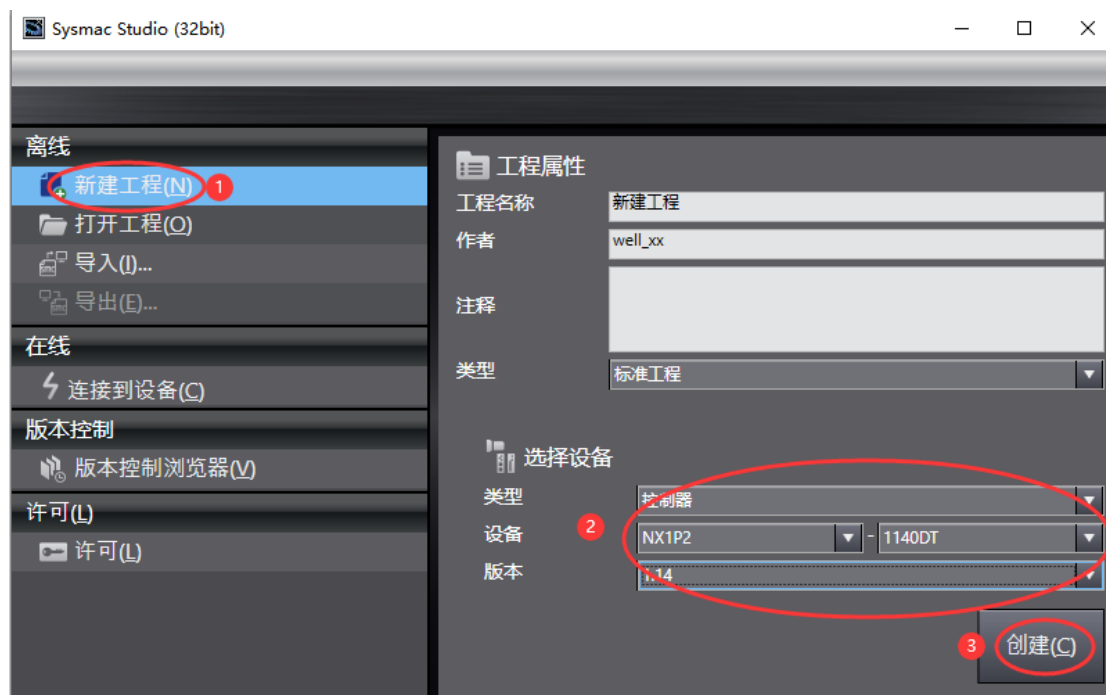 Sysmac Studio (32bit)
离线
新建工程(N)
1
打开工程(O)
导入(I)...
导出(E)...
在线
连接到设备(C)
版本控制
版本控制浏览器(V)
许可(L)
许可(L)
工程属性
工程名称 新建工程
作者 well_xx
注释
类型 标准工程
选择设备
类型 控制器
2
设备 NX1P2 - 1140DT
版本 1.14
3
创建(C)